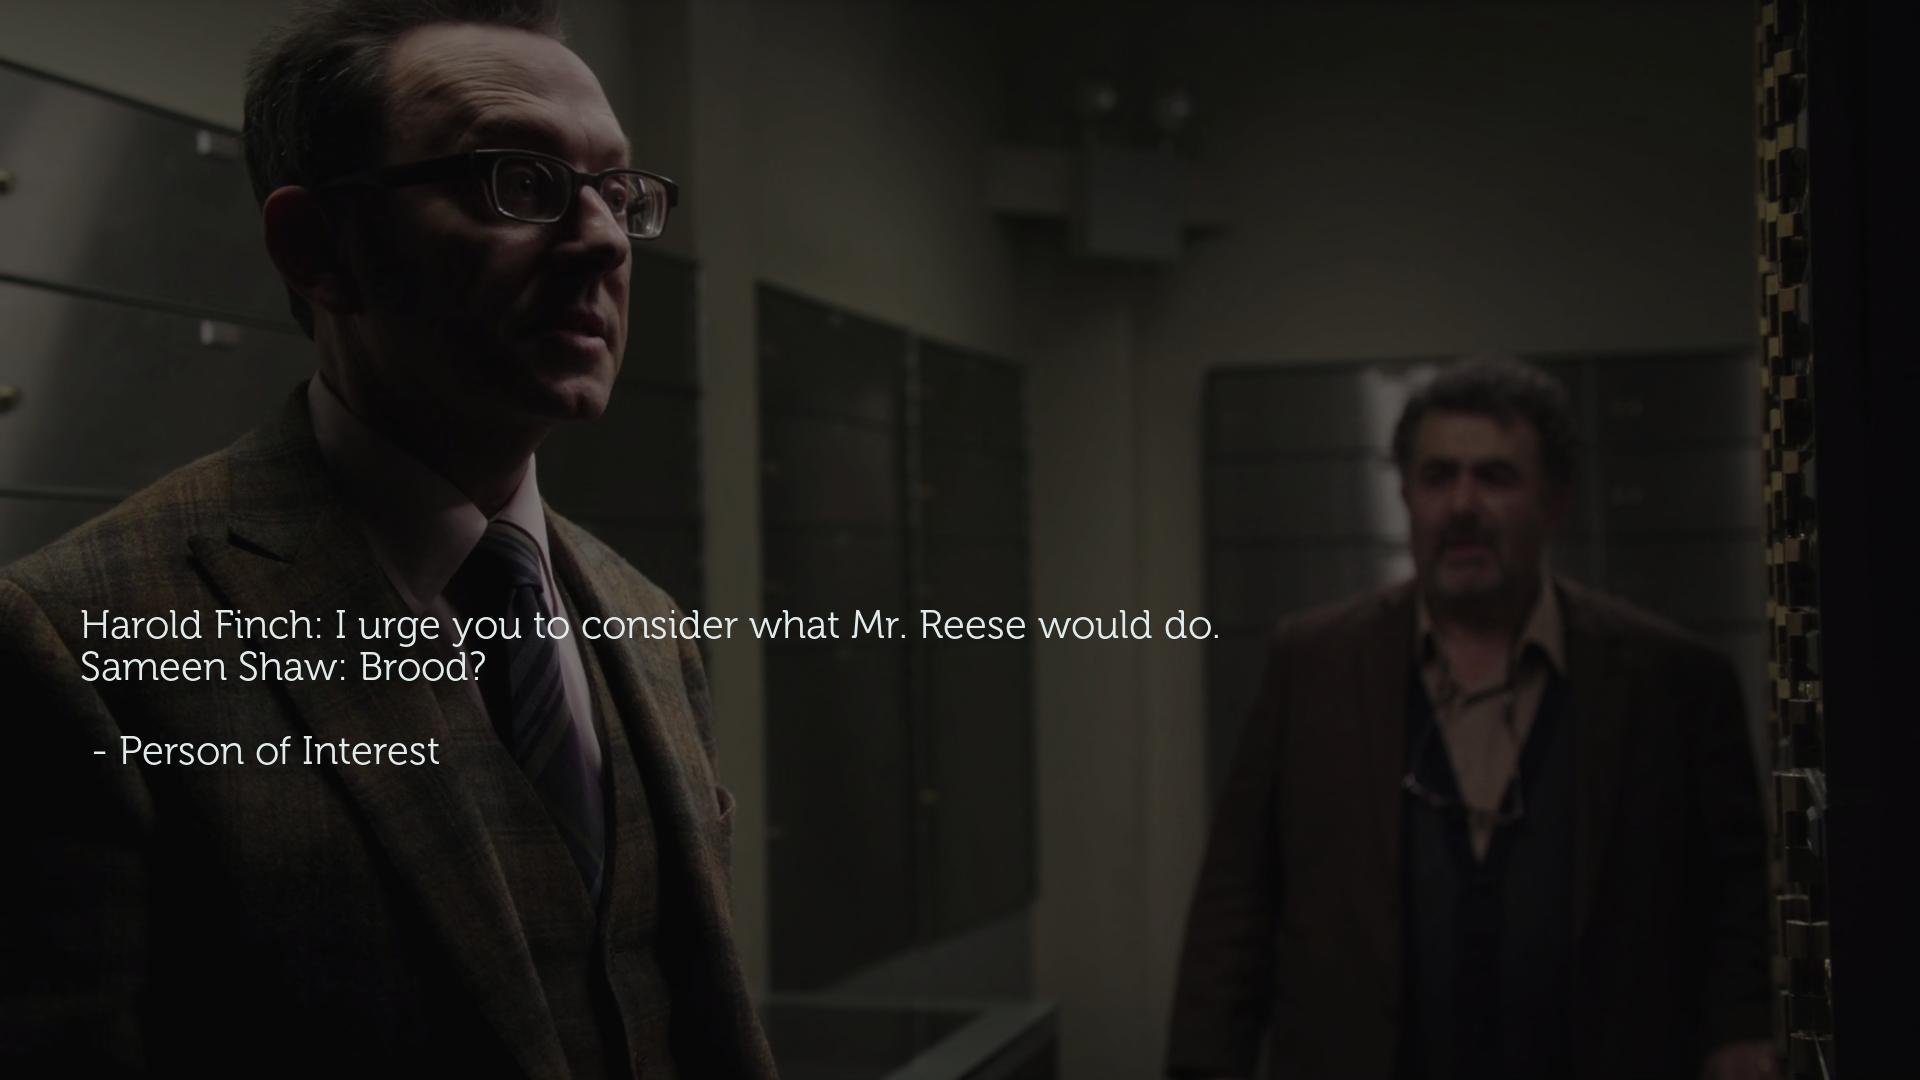 Harold Finch: I urge you to consider what Mr. Reese would do.
Sameen Shaw: Brood?
- Person of Interest